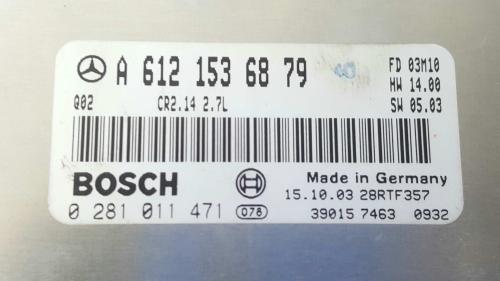 A 612 153 68 79
FD 03M10
HW 14.00
Q02 CR2.14 2.7L
SW 05.03
BOSCH
Made in Germany
15.10.03 28RTF357
0 281 011 471 078
39015 7463 0932